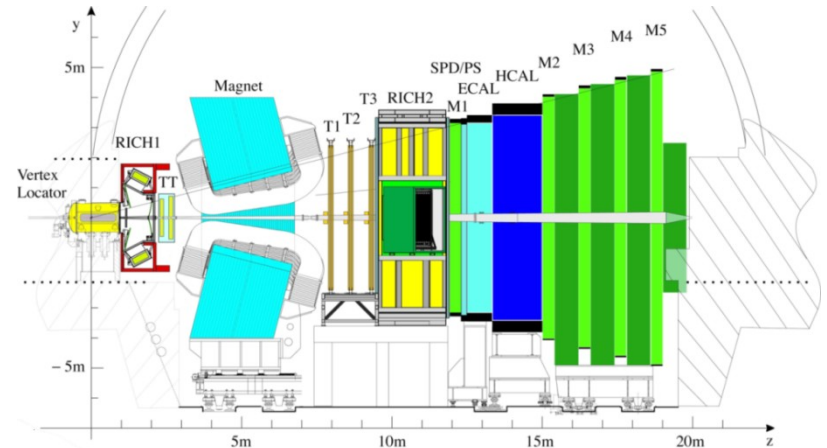 y
5m
Magnet
RICH1
Vertex
Locator
TT
T1
T2
T3
RICH2
SPD/PS
M1
ECAL
HCAL
M2
M3
M4
M5
− 5m
5m
10m
15m
20m
z